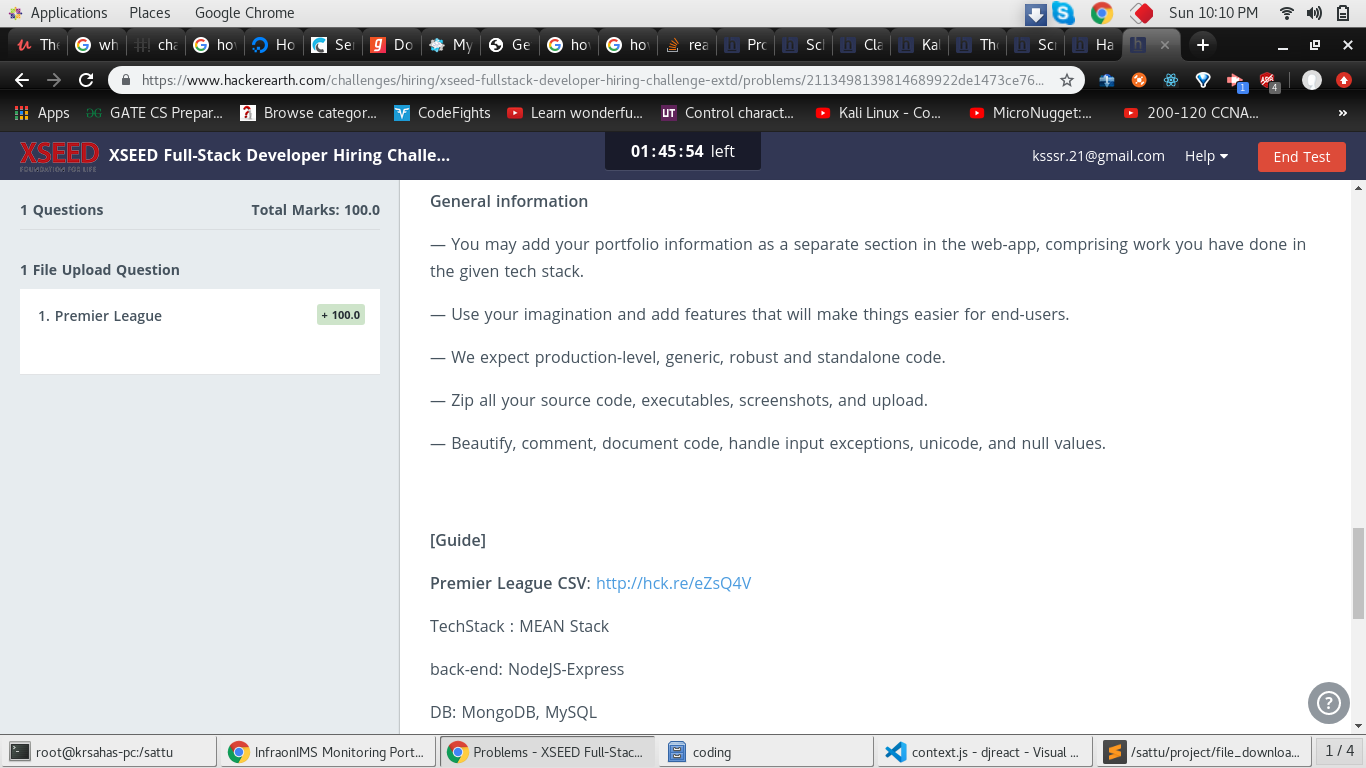 Applications Places Google Chrome Sun 10:10 PM
The wh cha hov Ho Se Do My Ge hov hov rea Pro Sch Cla Kal The Scr Ha
https://www.hackerearth.com/challenges/hiring/xseed-fullstack-developer-hiring-challenge-extd/problems/2113498139814689922de1473ce76... 1 4
Apps GATE CS Prepar... Browse categor... CodeFights Learn wonderfu... UT Control charact... Kali Linux - Co... MicroNugget:... 200-120 CCNA... »
XSEED XSEED Full-Stack Developer Hiring Challe... 01:45:54 left ksssr.21@gmail.com Help End Test
FOUNDATION FOR LIFE
1 Questions Total Marks: 100.0
1 File Upload Question
1. Premier League + 100.0
General information
— You may add your portfolio information as a separate section in the web-app, comprising work you have done in
the given tech stack.
— Use your imagination and add features that will make things easier for end-users.
— We expect production-level, generic, robust and standalone code.
— Zip all your source code, executables, screenshots, and upload.
— Beautify, comment, document code, handle input exceptions, unicode, and null values.
[Guide]
Premier League CSV: http://hck.re/eZsQ4V
TechStack : MEAN Stack
back-end: NodeJS-Express
DB: MongoDB, MySQL
root@krsahas-pc:/sattu InfraonIMS Monitoring Port... Problems - XSEED Full-Stac... coding context.js - djreact - Visual ... /sattu/project/file_downloa... 1 / 4